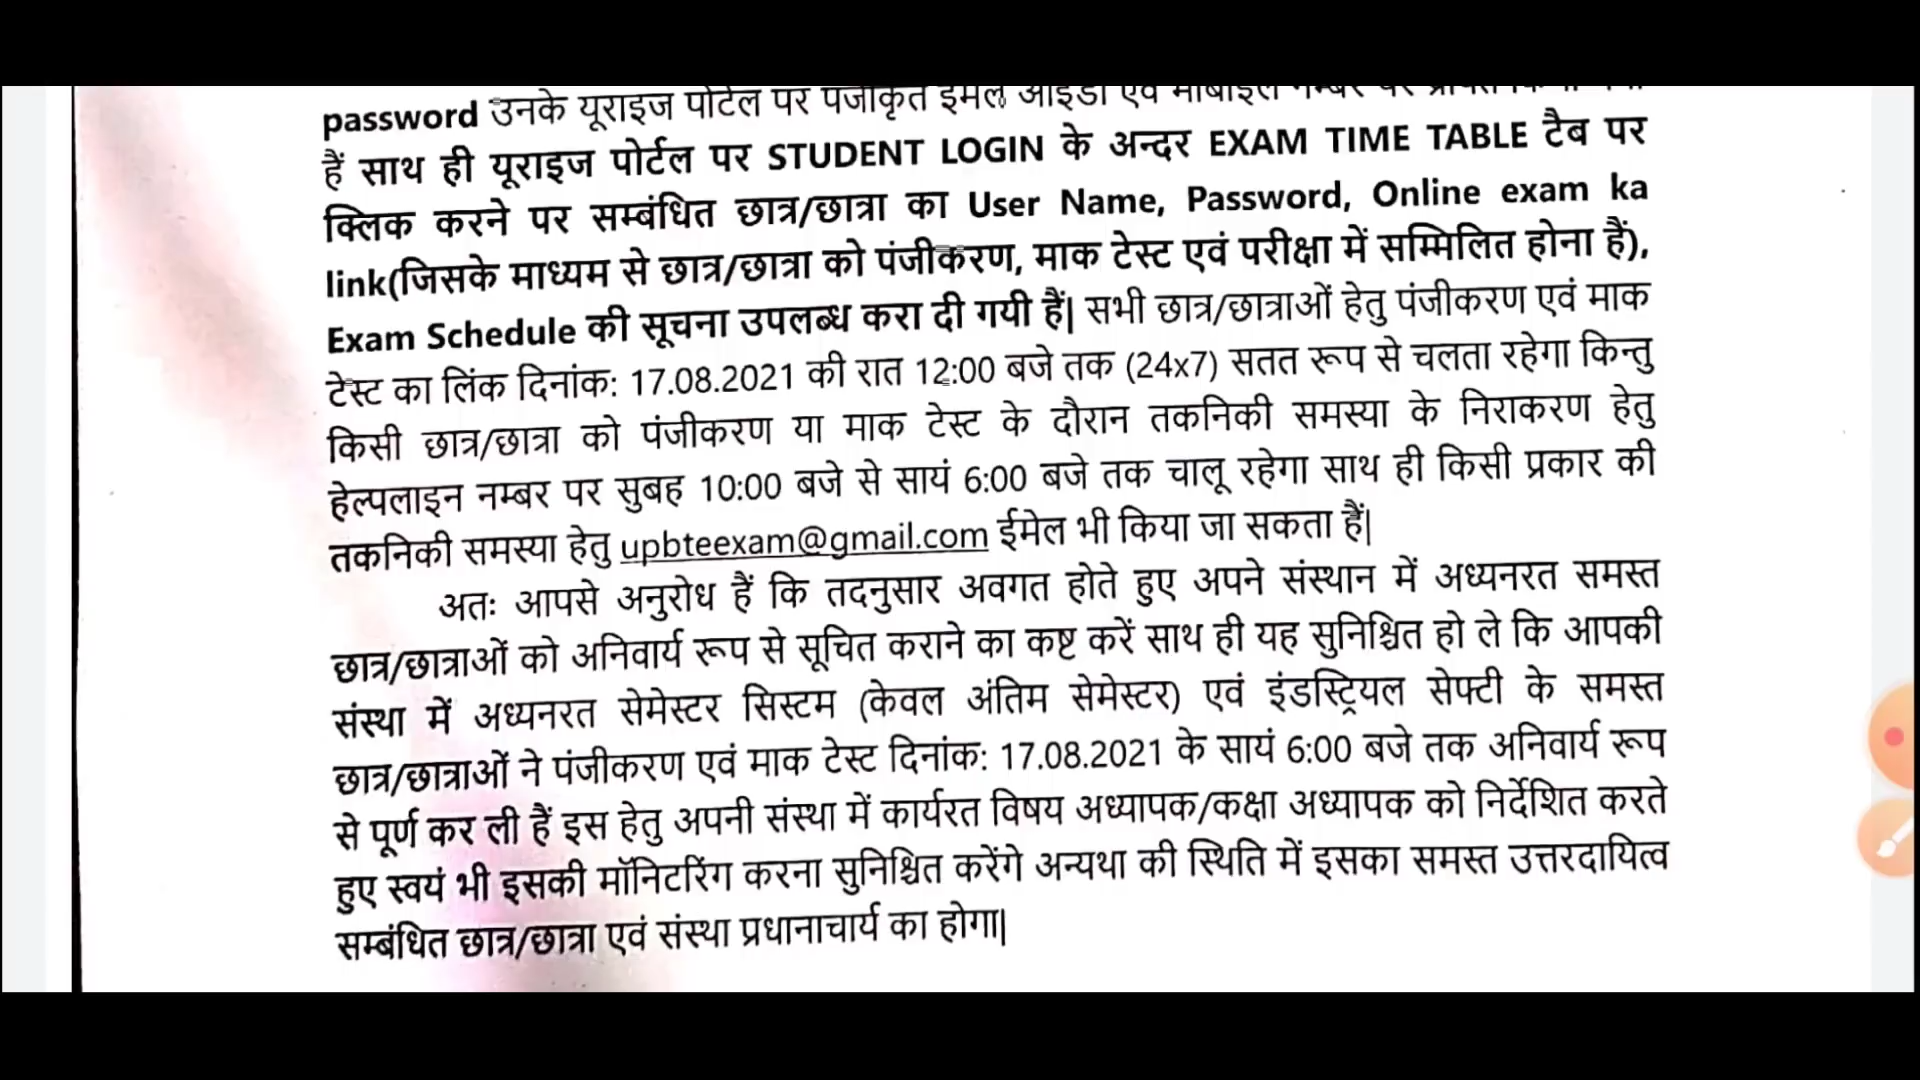 password उनके यूराइज पोर्टल पर पंजीकृत ईमेल आईडी एवं मोबाइल नम्बर पर
हैं साथ ही यूराइज पोर्टल पर STUDENT LOGIN के अन्दर EXAM TIME TABLE टैब पर
क्लिक करने पर सम्बंधित छात्र/छात्रा का User Name, Password, Online exam ka
link(जिसके माध्यम से छात्र/छात्रा को पंजीकरण, माक टेस्ट एवं परीक्षा में सम्मिलित होना हैं),
Exam Schedule की सूचना उपलब्ध करा दी गयी हैं| सभी छात्र/छात्राओं हेतु पंजीकरण एवं माक
टेस्ट का लिंक दिनांक: 17.08.2021 की रात 12:00 बजे तक (24x7) सतत रूप से चलता रहेगा किन्तु
किसी छात्र/छात्रा को पंजीकरण या माक टेस्ट के दौरान तकनिकी समस्या के निराकरण हेतु
हेल्पलाइन नम्बर पर सुबह 10:00 बजे से सायं 6:00 बजे तक चालू रहेगा साथ ही किसी प्रकार की
तकनिकी समस्या हेतु upbteexam@gmail.com ईमेल भी किया जा सकता हैं|
अतः आपसे अनुरोध हैं कि तदनुसार अवगत होते हुए अपने संस्थान में अध्यनरत समस्त
छात्र/छात्राओं को अनिवार्य रूप से सूचित कराने का कष्ट करें साथ ही यह सुनिश्चित हो ले कि आपकी
संस्था में अध्यनरत सेमेस्टर सिस्टम (केवल अंतिम सेमेस्टर) एवं इंडस्ट्रियल सेफ्टी के समस्त
छात्र/छात्राओं ने पंजीकरण एवं माक टेस्ट दिनांक: 17.08.2021 के सायं 6:00 बजे तक अनिवार्य रूप
से पूर्ण कर ली हैं इस हेतु अपनी संस्था में कार्यरत विषय अध्यापक/कक्षा अध्यापक को निर्देशित करते
हुए स्वयं भी इसकी मॉनिटरिंग करना सुनिश्चित करेंगे अन्यथा की स्थिति में इसका समस्त उत्तरदायित्व
सम्बंधित छात्र/छात्रा एवं संस्था प्रधानाचार्य का होगा|